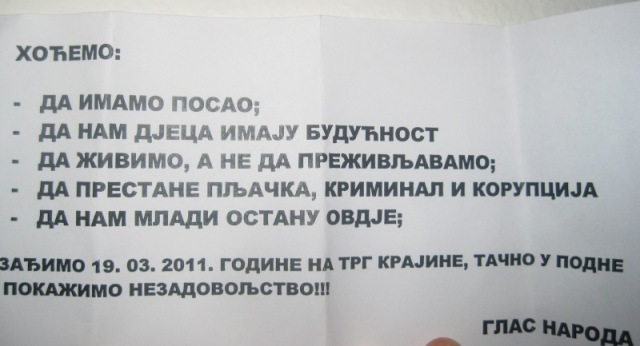 ХОЋЕМО:
- ДА ИМАМО ПОСАО;
- ДА НАМ ДЈЕЦА ИМАЈУ БУДУЋНОСТ
- ДА ЖИВИМО, А НЕ ДА ПРЕЖИВЉАВАМО;
- ДА ПРЕСТАНЕ ПЉАЧКА, КРИМИНАЛ И КОРУПЦИЈА
- ДА НАМ МЛАДИ ОСТАНУ ОВДЈЕ;
ЗАЂИМО 19. 03. 2011. ГОДИНЕ НА ТРГ КРАЈИНЕ, ТАЧНО У ПОДНЕ
ПОКАЖИМО НЕЗАДОВОЉСТВО!!!
ГЛАС НАРОДА